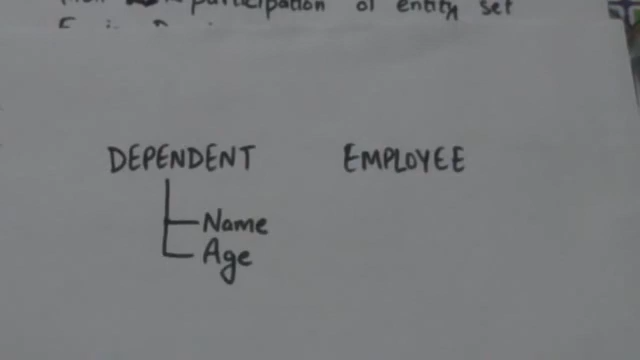 participation of entity set
DEPENDENT EMPLOYEE
Name
Age